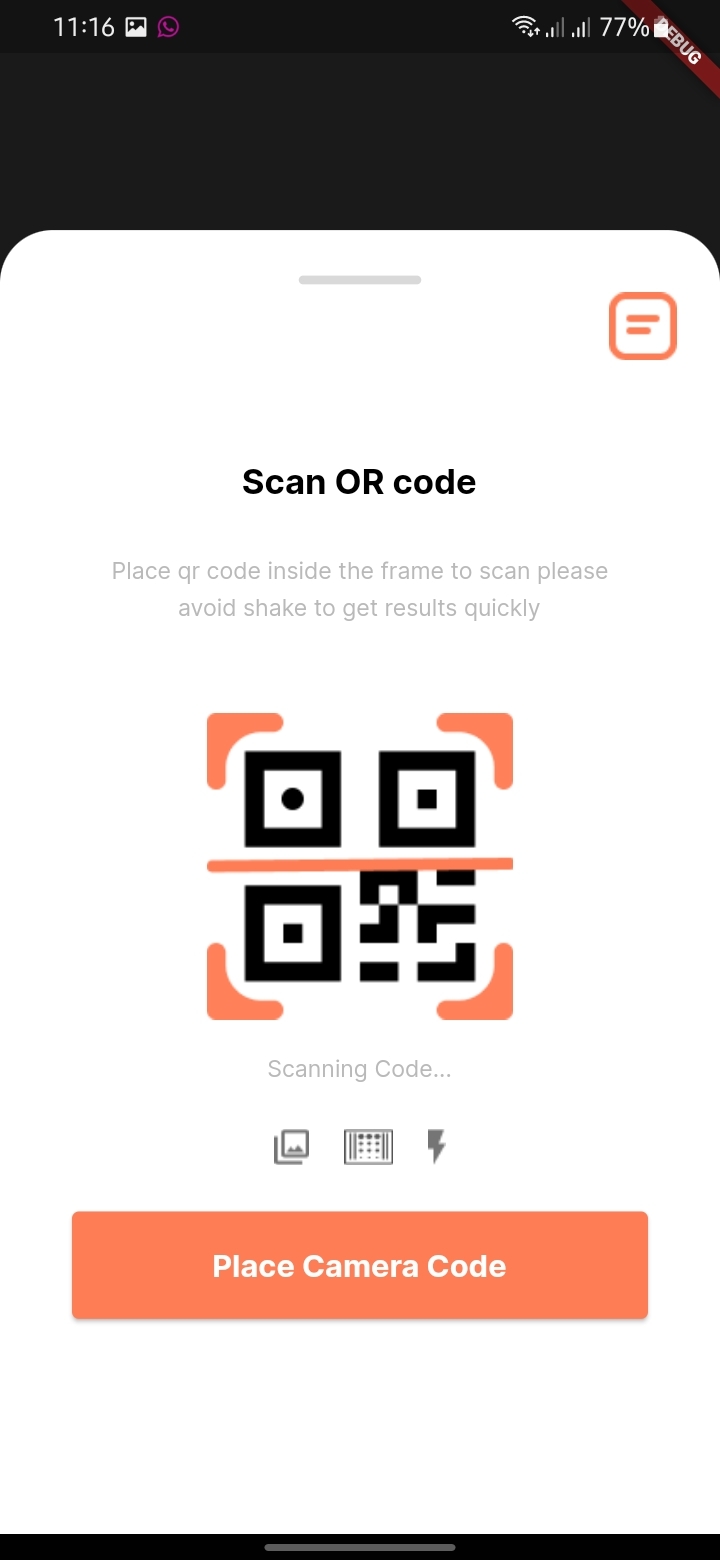 11:16
77%
DEBUG
Scan OR code
Place qr code inside the frame to scan please
avoid shake to get results quickly
Scanning Code...
Place Camera Code